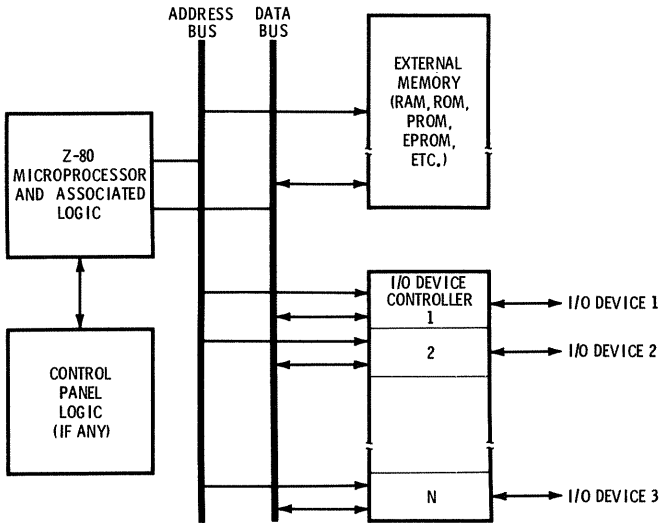 ADDRESS
BUS
DATA
BUS
EXTERNAL
MEMORY
(RAM, ROM,
PROM,
EPROM,
ETC.)
Z-80
MICROPROCESSOR
AND ASSOCIATED
LOGIC
I/O DEVICE
CONTROLLER
1
I/O DEVICE 1
2
I/O DEVICE 2
CONTROL
PANEL
LOGIC
(IF ANY)
N
I/O DEVICE 3